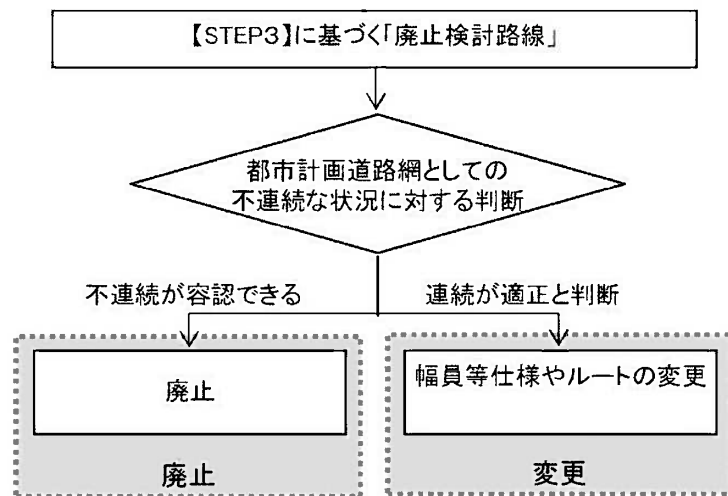 【STEP3】に基づく「廃止検討路線」
都市計画道路網としての
不連続な状況に対する判断
不連続が容認できる
連続が適正と判断
廃止
幅員等仕様やルートの変更
廃止
変更